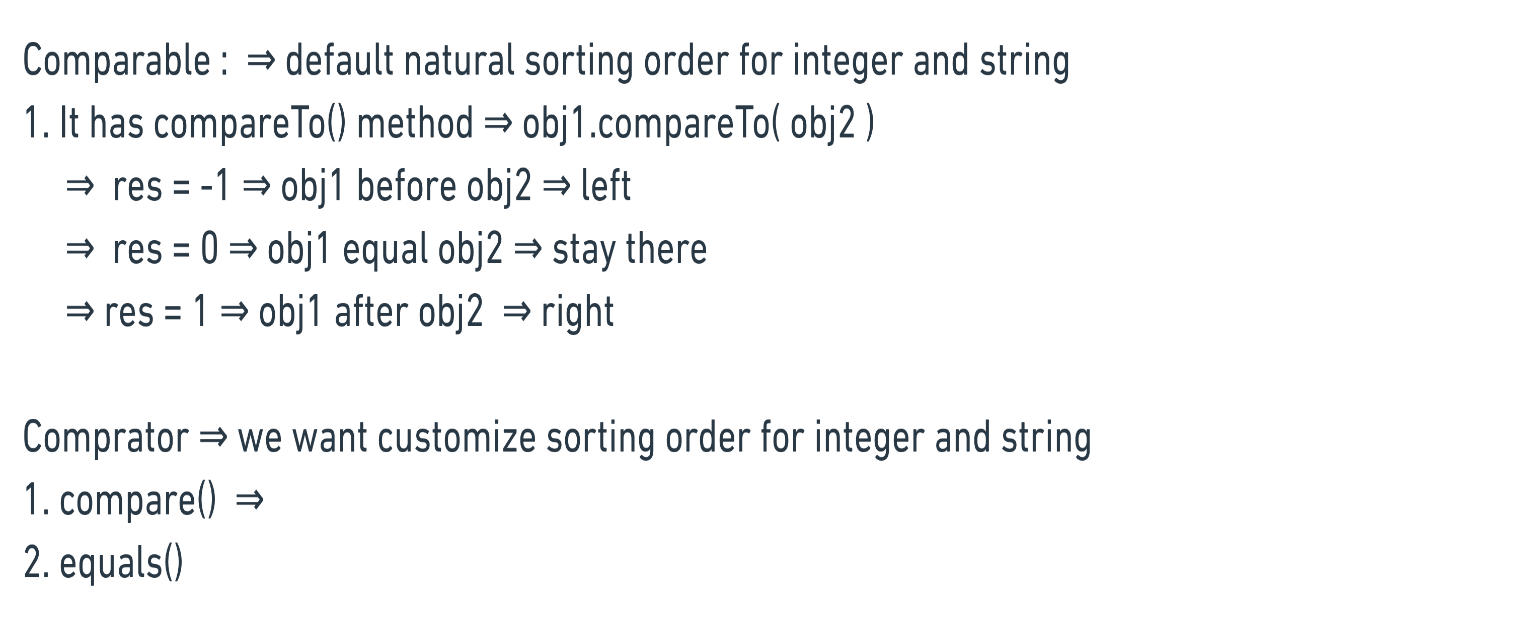 Comparable :  ⇒ default natural sorting order for integer and string
1. It has compareTo() method ⇒ obj1.compareTo( obj2 )
⇒  res = -1 ⇒ obj1 before obj2 ⇒ left
⇒  res = 0 ⇒ obj1 equal obj2 ⇒ stay there
⇒ res = 1 ⇒ obj1 after obj2  ⇒ right
Comprator ⇒ we want customize sorting order for integer and string
1. compare()  ⇒
2. equals()